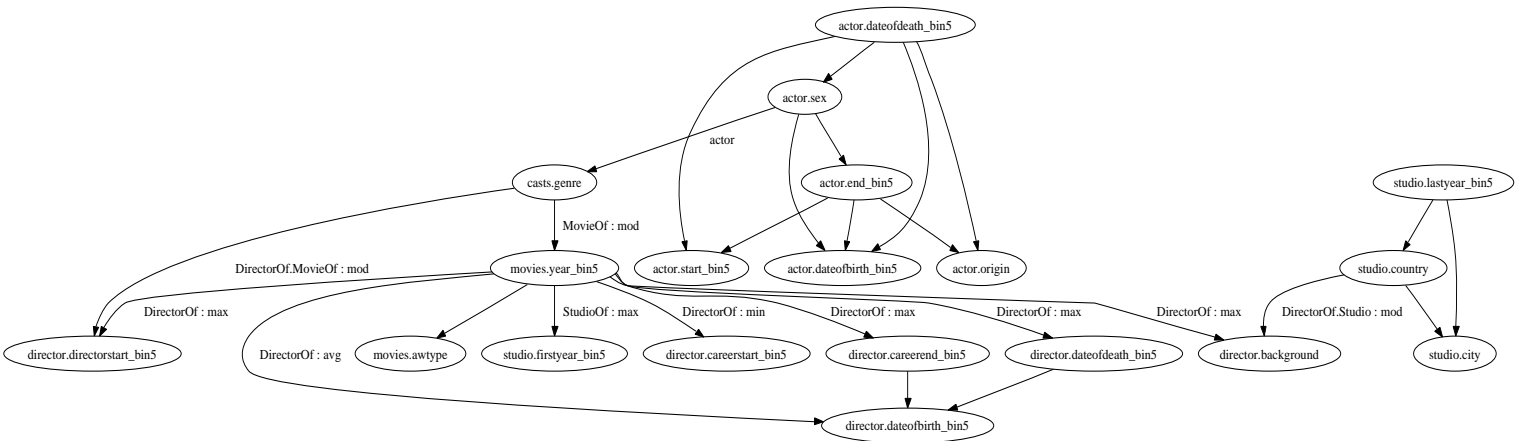 actor.dateofdeath_bin5
actor.sex
actor
casts.genre
actor.end_bin5
studio.lastyear_bin5
MovieOf : mod
DirectorOf.MovieOf : mod
movies.year_bin5
actor.start_bin5
actor.dateofbirth_bin5
actor.origin
studio.country
DirectorOf : max
StudioOf : max
DirectorOf : min
DirectorOf : max
DirectorOf : max
DirectorOf : max
DirectorOf.Studio : mod
DirectorOf : avg
director.directorstart_bin5
movies.awtype
studio.firstyear_bin5
director.careerstart_bin5
director.careerend_bin5
director.dateofdeath_bin5
director.background
studio.city
director.dateofbirth_bin5